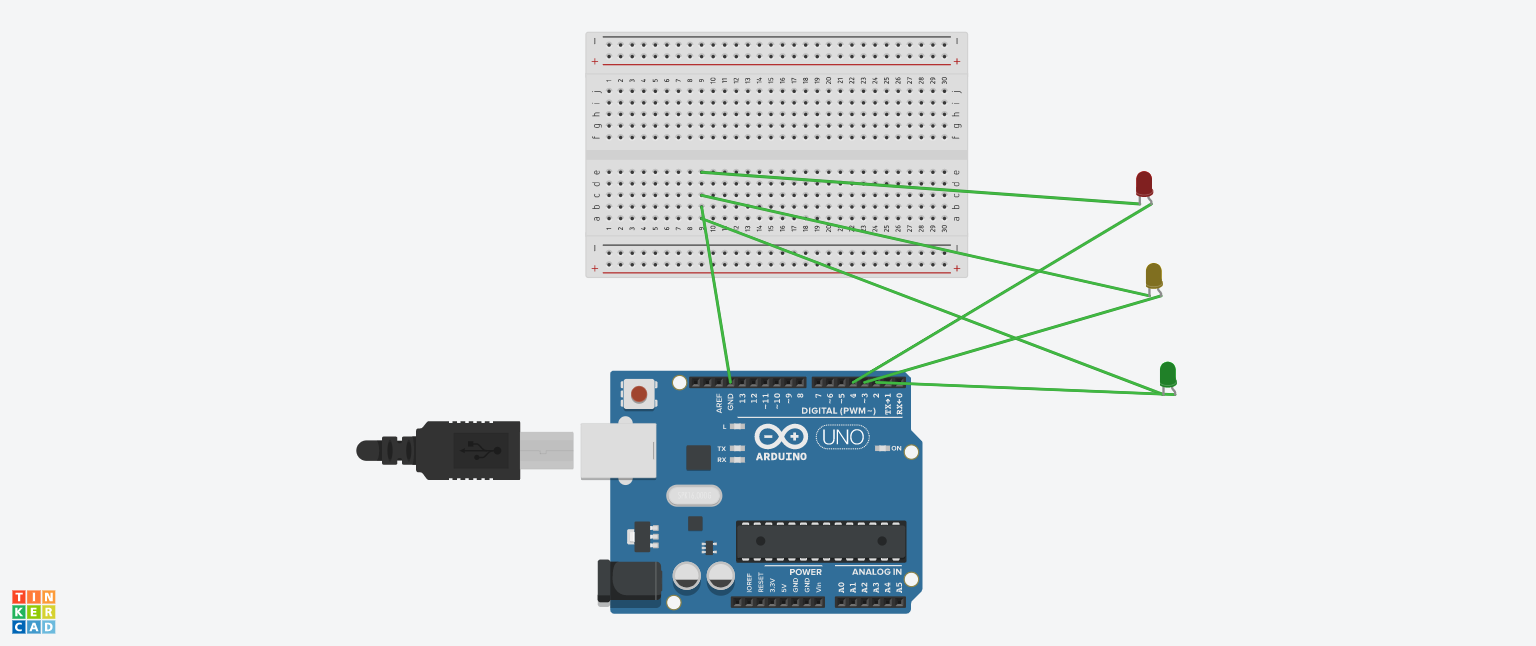 − −
+ +
1 2 3 4 5 6 7 8 9 10 11 12 13 14 15 16 17 18 19 20 21 22 23 24 25 26 27 28 29 30
j j
i i
h h
g g
f f
e e
d d
c c
b b
a a
1 2 3 4 5 6 7 8 9 10 11 12 13 14 15 16 17 18 19 20 21 22 23 24 25 26 27 28 29 30
− −
+ +
AREF GND 13 12 ~11 ~10 ~9 8 7 ~6 ~5 4 ~3 2 TX→1 RX←0
DIGITAL (PWM~)
L
TX
RX
ARDUINO
UNO
ON
POWER
ANALOG IN
IOREF RESET 3.3V 5V GND GND Vin A0 A1 A2 A3 A4 A5
TIN
KER
CAD